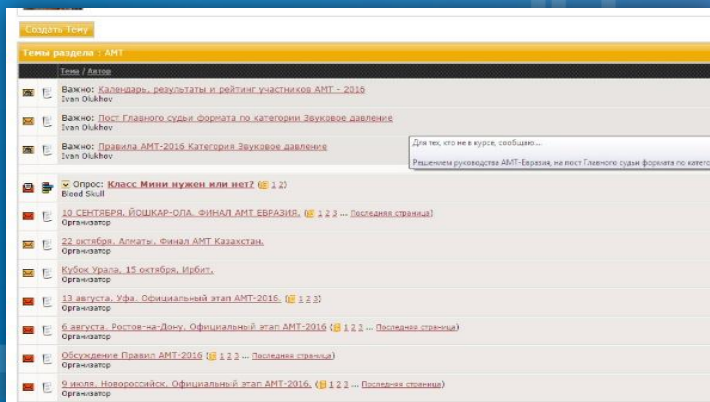 Создать Тему
Темы раздела : АМТ
Тема / Автор
Важно: Календарь, результаты и рейтинг участников АМТ - 2016
Ivan Olukhov
Важно: Пост Главного судьи формата по категории Звуковое давление
Ivan Olukhov
Важно: Правила АМТ-2016 Категория Звуковое давление
Ivan Olukhov
Для тех, кто не в курсе, сообщаю...
Решением руководства АМТ-Евразия, на пост Главного судьи формата по катего
Опрос: Класс Мини нужен или нет? (1 2)
Blood Skull
10 СЕНТЯБРЯ. ЙОШКАР-ОЛА. ФИНАЛ АМТ ЕВРАЗИЯ. (1 2 3 ... Последняя страница)
Организатор
22 октября. Алматы. Финал АМТ Казахстан.
Организатор
Кубок Урала. 15 октября. Ирбит.
Организатор
13 августа. Уфа. Официальный этап АМТ-2016. (1 2 3)
Организатор
6 августа. Ростов-на-Дону. Официальный этап АМТ-2016 (1 2 3 ... Последняя страница)
Организатор
Обсуждение Правил АМТ-2016 (1 2 3 ... Последняя страница)
Организатор
9 июля. Новороссийск. Официальный этап АМТ-2016. (1 2 3 ... Последняя страница)
Организатор